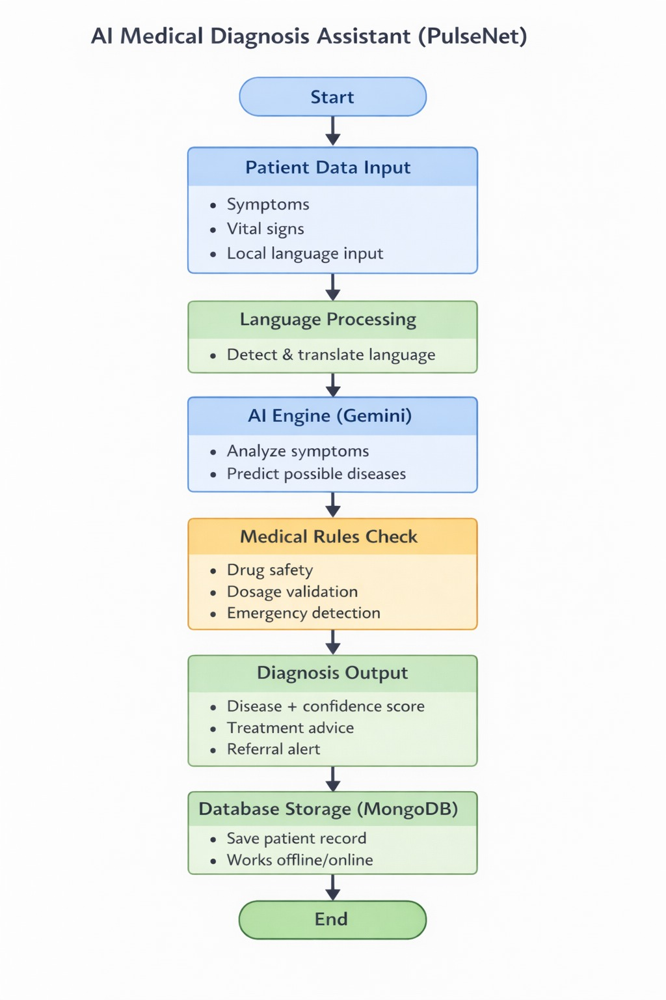 AI Medical Diagnosis Assistant (PulseNet)
Start
Patient Data Input
• Symptoms
• Vital signs
• Local language input
Language Processing
• Detect & translate language
AI Engine (Gemini)
• Analyze symptoms
• Predict possible diseases
Medical Rules Check
• Drug safety
• Dosage validation
• Emergency detection
Diagnosis Output
• Disease + confidence score
• Treatment advice
• Referral alert
Database Storage (MongoDB)
• Save patient record
• Works offline/online
End